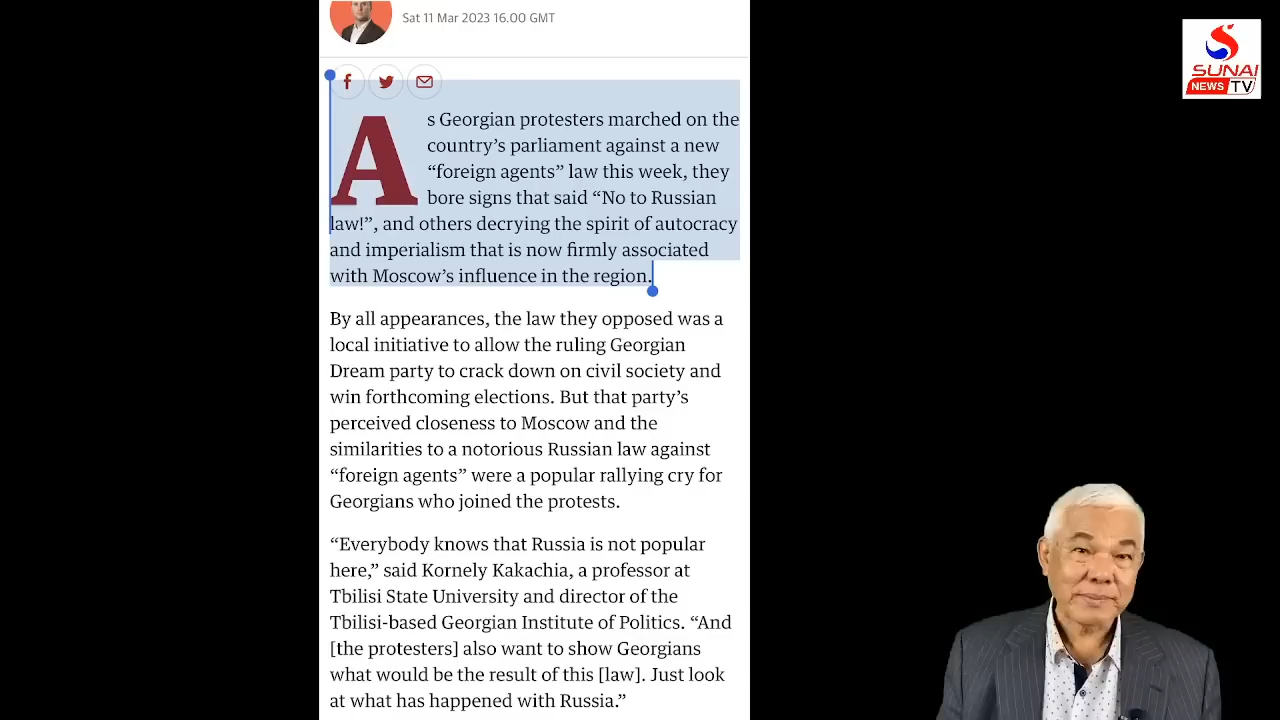 Sat 11 Mar 2023 16.00 GMT
As Georgian protesters marched on the
country’s parliament against a new
“foreign agents” law this week, they
bore signs that said “No to Russian
law!”, and others decrying the spirit of autocracy
and imperialism that is now firmly associated
with Moscow’s influence in the region.
By all appearances, the law they opposed was a
local initiative to allow the ruling Georgian
Dream party to crack down on civil society and
win forthcoming elections. But that party’s
perceived closeness to Moscow and the
similarities to a notorious Russian law against
“foreign agents” were a popular rallying cry for
Georgians who joined the protests.
“Everybody knows that Russia is not popular
here,” said Kornely Kakachia, a professor at
Tbilisi State University and director of the
Tbilisi-based Georgian Institute of Politics. “And
[the protesters] also want to show Georgians
what would be the result of this [law]. Just look
at what has happened with Russia.”
SUNAI
NEWS TV